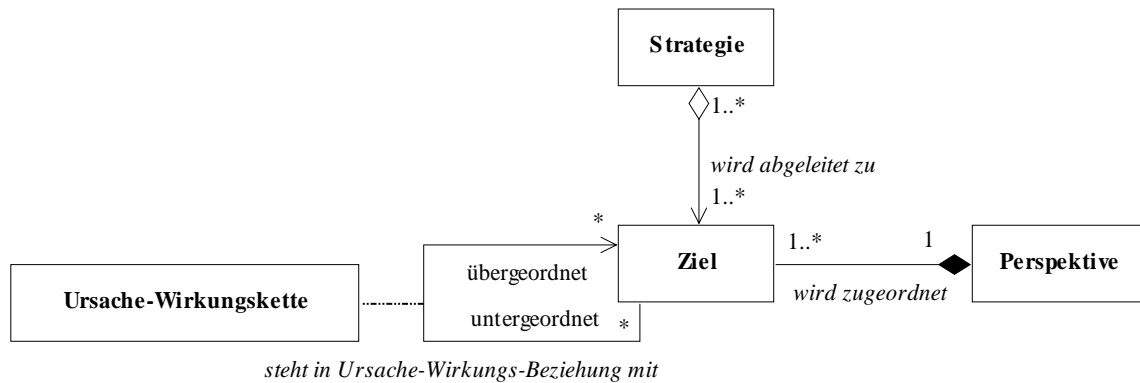 Strategie
1..*
wird abgeleitet zu
1..*
*
übergeordnet
Ziel
1..*
1
Perspektive
wird zugeordnet
Ursache-Wirkungskette
untergeordnet
*
steht in Ursache-Wirkungs-Beziehung mit